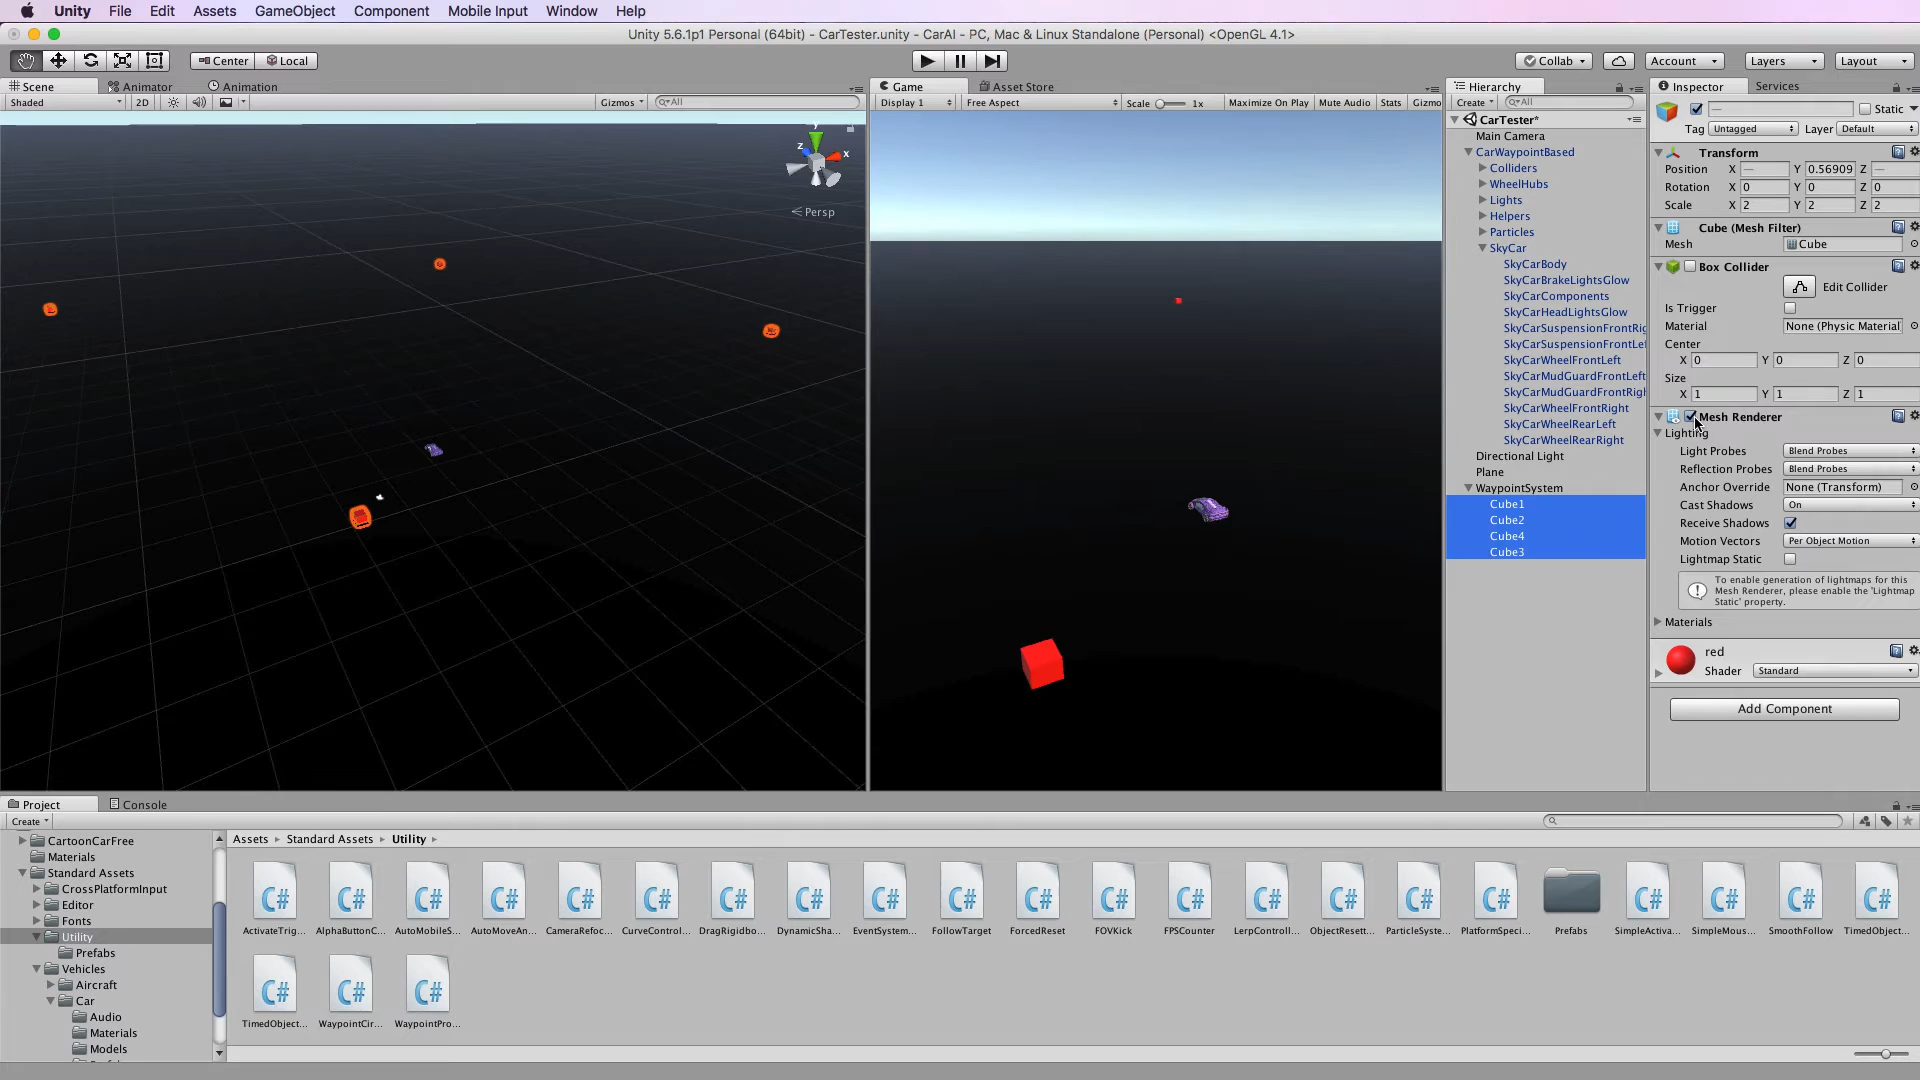 Unity File Edit Assets GameObject Component Mobile Input Window Help
Unity 5.6.1p1 Personal (64bit) - CarTester.unity - CarAI - PC, Mac & Linux Standalone (Personal) <OpenGL 4.1>
Center Local Collab Account Layers Layout
Scene Animator Animation
Shaded 2D Gizmos All
y
z x
Persp
Game Asset Store
Display 1 Free Aspect Scale 1x Maximize On Play Mute Audio Stats Gizmo
Hierarchy
Create All
CarTester*
Main Camera
CarWaypointBased
Colliders
WheelHubs
Lights
Helpers
Particles
SkyCar
SkyCarBody
SkyCarBrakeLightsGlow
SkyCarComponents
SkyCarHeadLightsGlow
SkyCarSuspensionFrontRig
SkyCarSuspensionFrontLef
SkyCarWheelFrontLeft
SkyCarMudGuardFrontLeft
SkyCarMudGuardFrontRigh
SkyCarWheelFrontRight
SkyCarWheelRearLeft
SkyCarWheelRearRight
Directional Light
Plane
WaypointSystem
Cube1
Cube2
Cube4
Cube3
Inspector Services
— Static
Tag Untagged Layer Default
Transform
Position X — Y 0.56909 Z —
Rotation X 0 Y 0 Z 0
Scale X 2 Y 2 Z 2
Cube (Mesh Filter)
Mesh Cube
Box Collider
Edit Collider
Is Trigger
Material None (Physic Material
Center
X 0 Y 0 Z 0
Size
X 1 Y 1 Z 1
Mesh Renderer
Lighting
Light Probes Blend Probes
Reflection Probes Blend Probes
Anchor Override None (Transform)
Cast Shadows On
Receive Shadows
Motion Vectors Per Object Motion
Lightmap Static
To enable generation of lightmaps for this
Mesh Renderer, please enable the 'Lightmap
Static' property.
Materials
red
Shader Standard
Add Component
Project Console
Create
CartoonCarFree
Materials
Standard Assets
CrossPlatformInput
Editor
Fonts
Utility
Prefabs
Vehicles
Aircraft
Car
Audio
Materials
Models
Assets Standard Assets Utility
C# C# C# C# C# C# C# C# C# C# C# C# C# C# C# C# C# C# C# C# C#
ActivateTrig... AlphaButtonC... AutoMobileS... AutoMoveAn... CameraRefoc... CurveControl... DragRigidbo... DynamicSha... EventSystem... FollowTarget ForcedReset FOVKick FPSCounter LerpControll... ObjectResett... ParticleSyste... PlatformSpeci... Prefabs SimpleActiva... SimpleMous... SmoothFollow TimedObject...
C# C# C#
TimedObject... WaypointCir... WaypointPro...